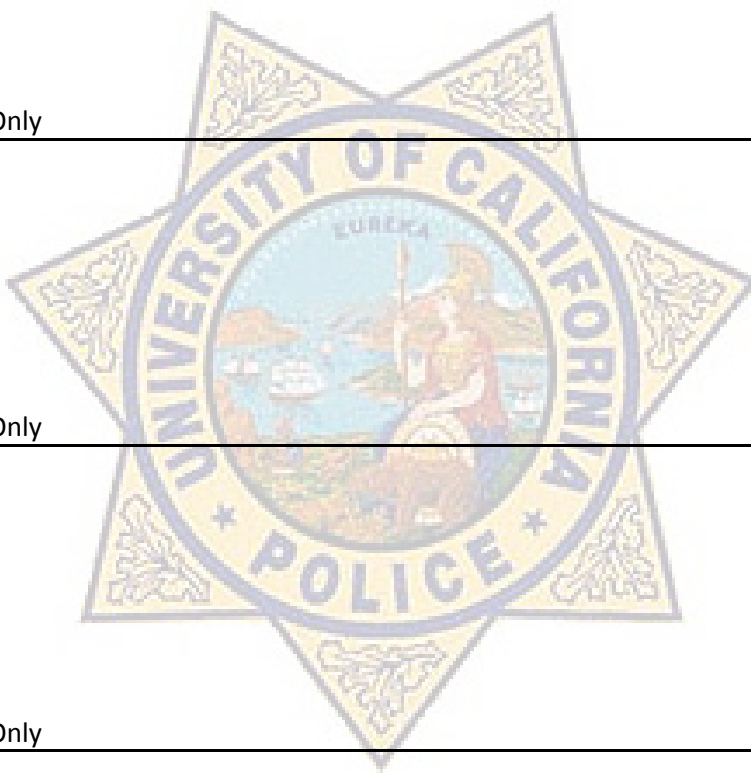 Only
UNIVERSITY OF CALIFORNIA
EUREKA
Only
POLICE
Only